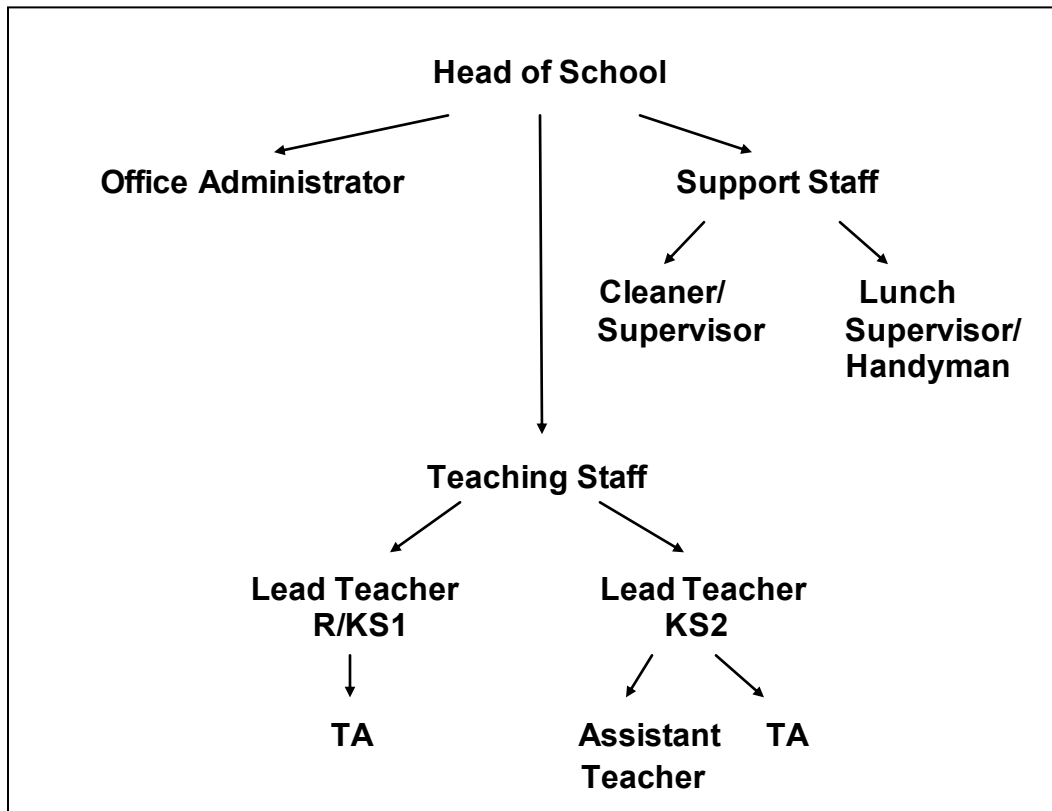 Head of School
Office Administrator
Support Staff
Cleaner/
Supervisor
Lunch
Supervisor/
Handyman
Teaching Staff
Lead Teacher
R/KS1
Lead Teacher
KS2
TA
Assistant
Teacher
TA